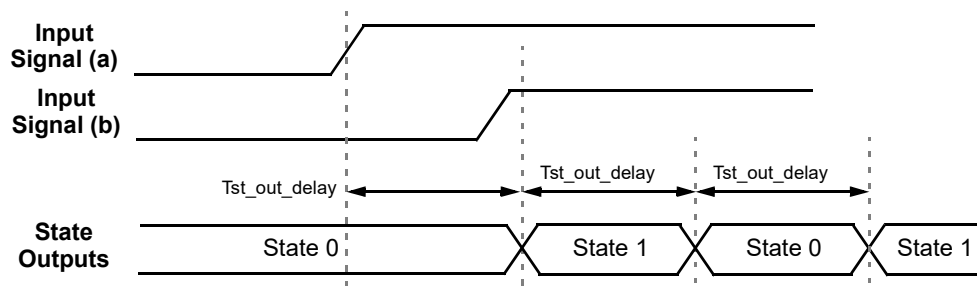 Input
Signal (a)
Input
Signal (b)
Tst_out_delay
Tst_out_delay
Tst_out_delay
State
Outputs
State 0
State 1
State 0
State 1